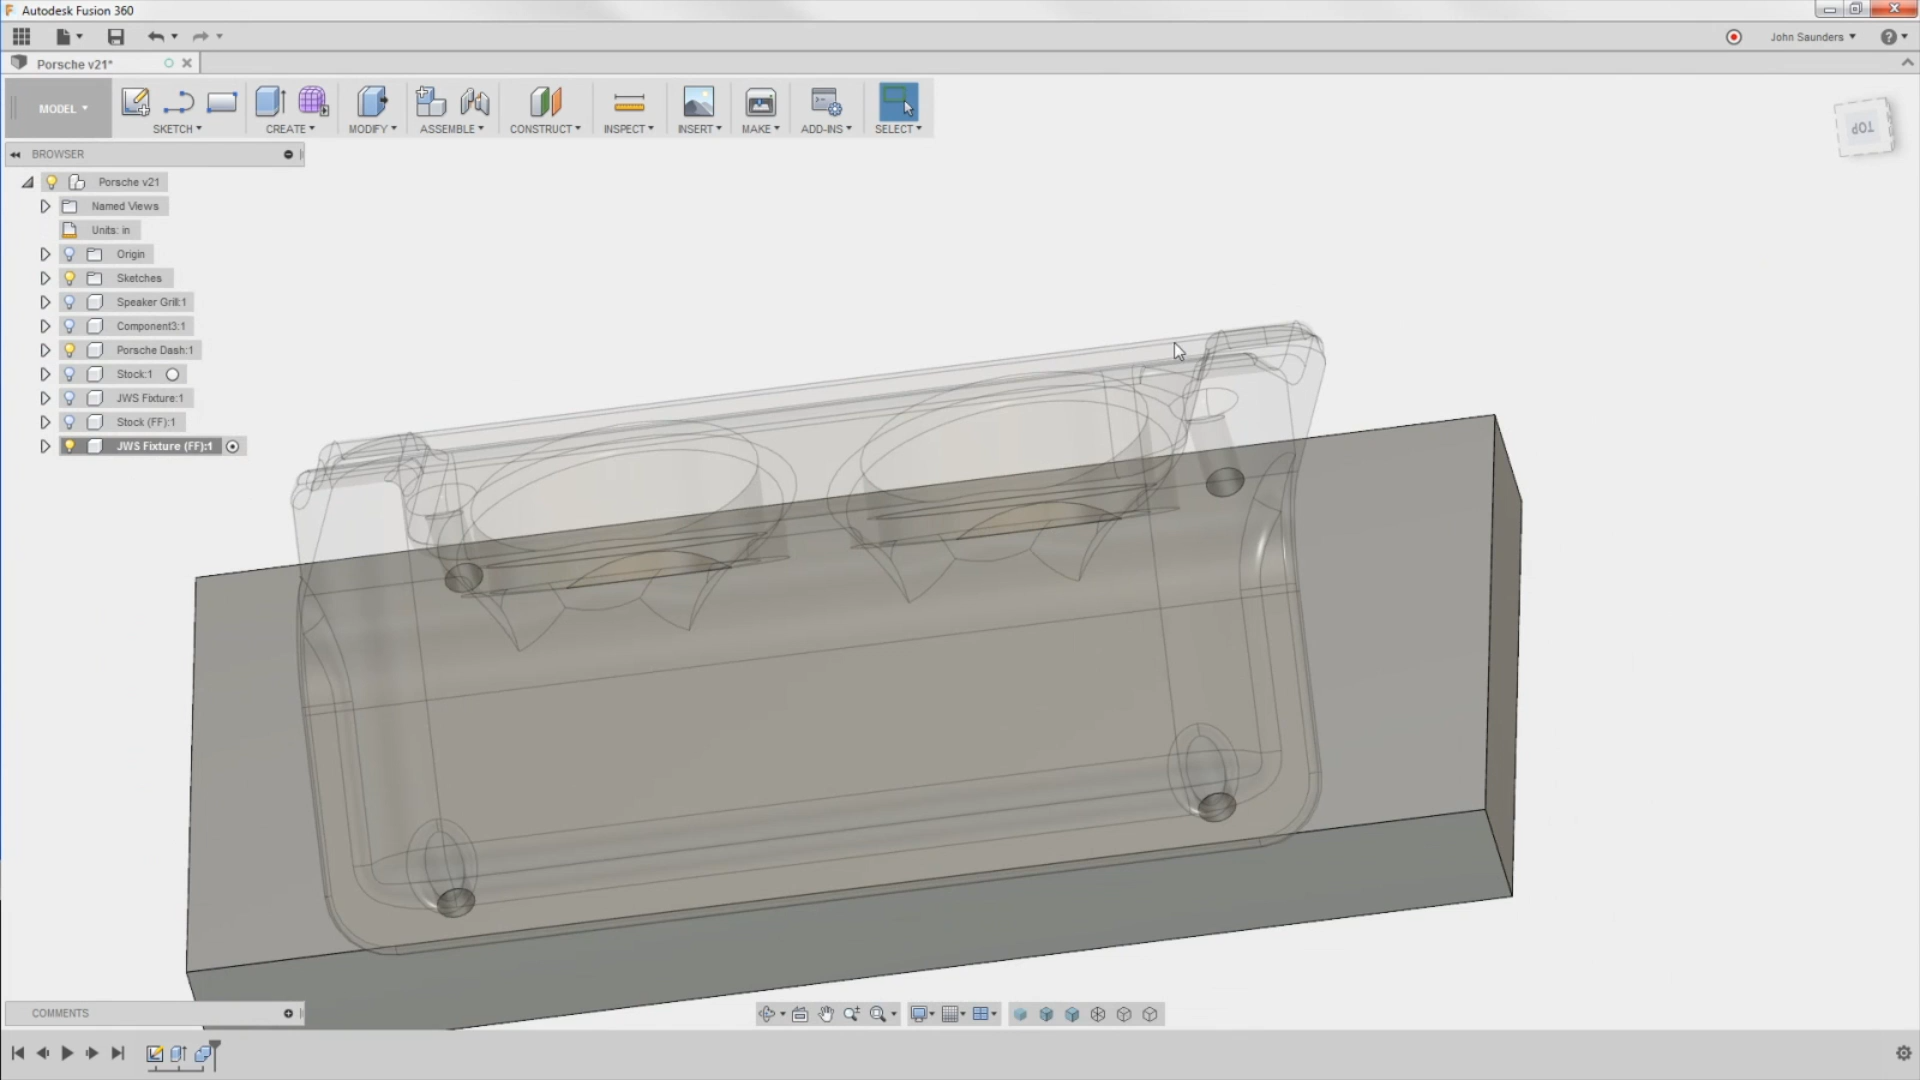 Autodesk Fusion 360
John Saunders
Porsche v21*
MODEL
SKETCH
CREATE
MODIFY
ASSEMBLE
CONSTRUCT
INSPECT
INSERT
MAKE
ADD-INS
SELECT
TOP
BROWSER
Porsche v21
Named Views
Units: in
Origin
Sketches
Speaker Grill:1
Component3:1
Porsche Dash:1
Stock:1
JWS Fixture:1
Stock (FF):1
JWS Fixture (FF):1
COMMENTS